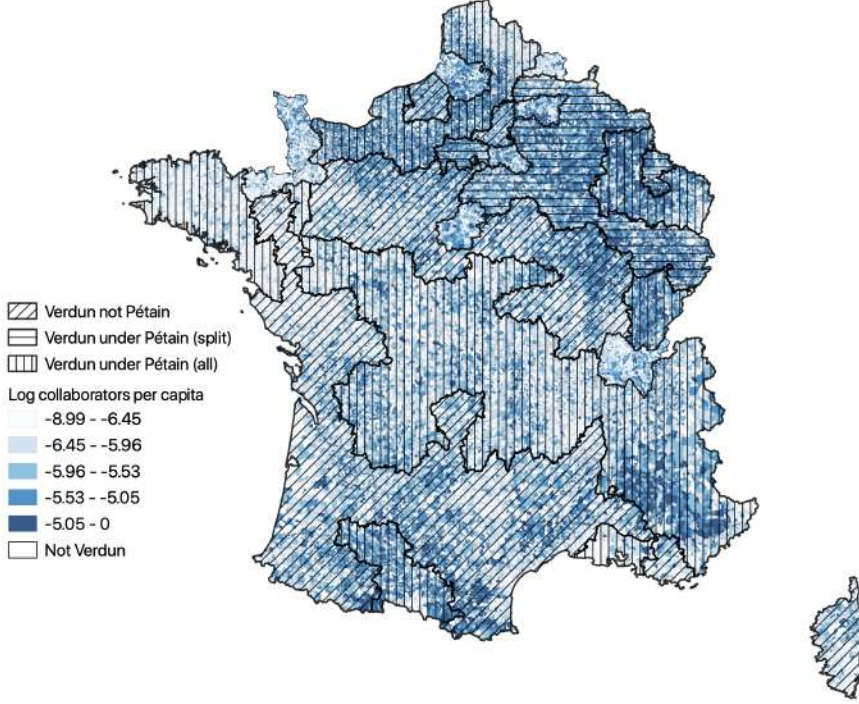 Verdun not Pétain
Verdun under Pétain (split)
Verdun under Pétain (all)
Log collaborators per capita
-8.99 - -6.45
-6.45 - -5.96
-5.96 - -5.53
-5.53 - -5.05
-5.05 - 0
Not Verdun